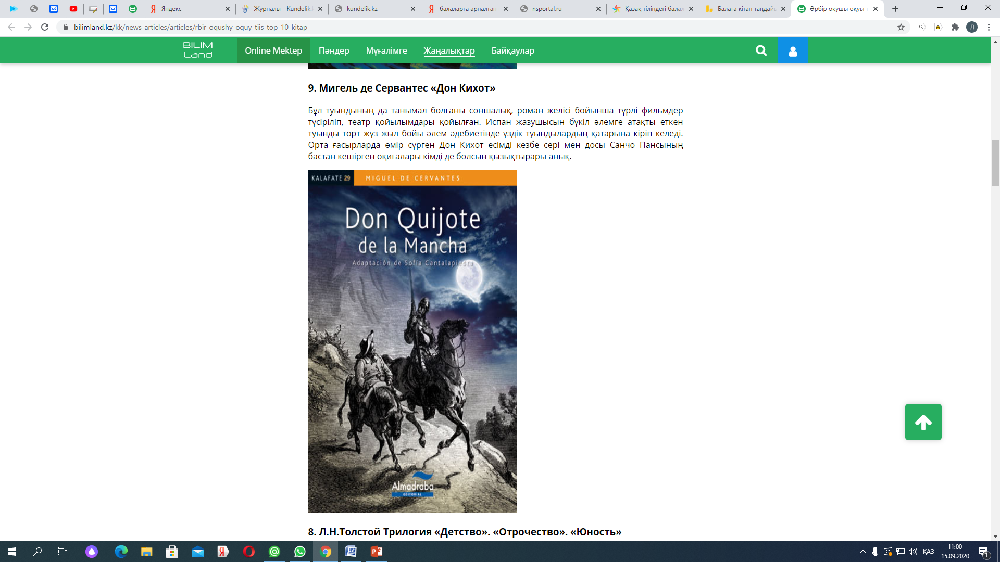 Яндекс
Журналы - Kundelik.
kundelik.kz
балаларға арналған
nsportal.ru
Қазақ тіліндегі бала
Балаға кітап таңдай
Әрбір оқушы оқуы т
bilimland.kz/kk/news-articles/articles/rbir-oqushy-oquy-tiis-top-10-kitap
Л
BILIM
Land
Online Mektep
Пәндер
Мұғалімге
Жаңалықтар
Байқаулар
9. Мигель де Сервантес «Дон Кихот»
Бұл туындының да танымал болғаны соншалық, роман желісі бойынша түрлі фильмдер
түсіріліп, театр қойылымдары қойылған. Испан жазушысын бүкіл әлемге атақты еткен
туынды төрт жүз жыл бойы әлем әдебиетінде үздік туындылардың қатарына кіріп келеді.
Орта ғасырларда өмір сүрген Дон Кихот есімді кезбе сері мен досы Санчо Пансының
бастан кешірген оқиғалары кімді де болсын қызықтырары анық.
KALAFATE 29
MIGUEL DE CERVANTES
Don Quijote
de la Mancha
Adaptación de Sofía Cantalapiedra
Almadraba
EDITORIAL
8. Л.Н.Толстой Трилогия «Детство». «Отрочество». «Юность»
ҚАЗ
11:00
15.09.2020
1